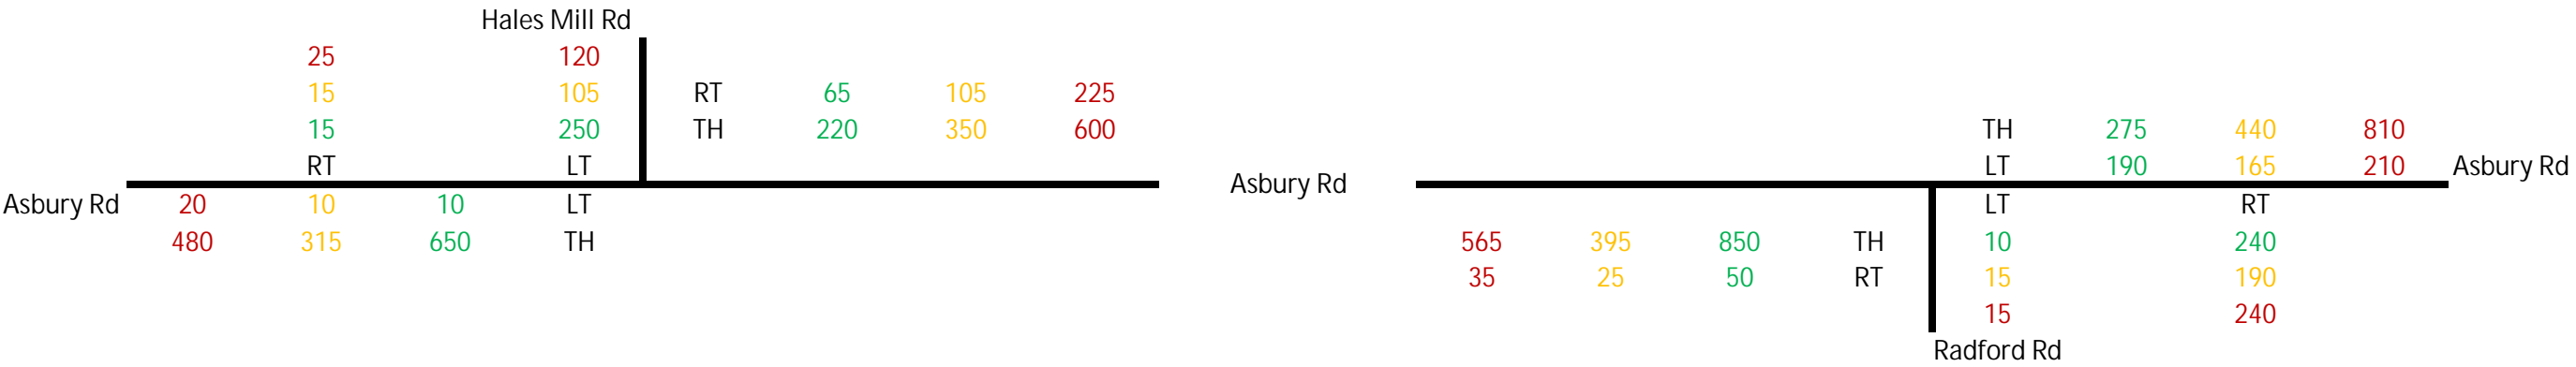 Hales Mill Rd
25 120
15 105 RT 65 105 225
15 250 TH 220 350 600
RT LT
Asbury Rd 20 10 10 LT
480 315 650 TH
Asbury Rd
TH 275 440 810
LT 190 165 210 Asbury Rd
LT RT
565 395 850 TH 10 240
35 25 50 RT 15 190
15 240
Radford Rd